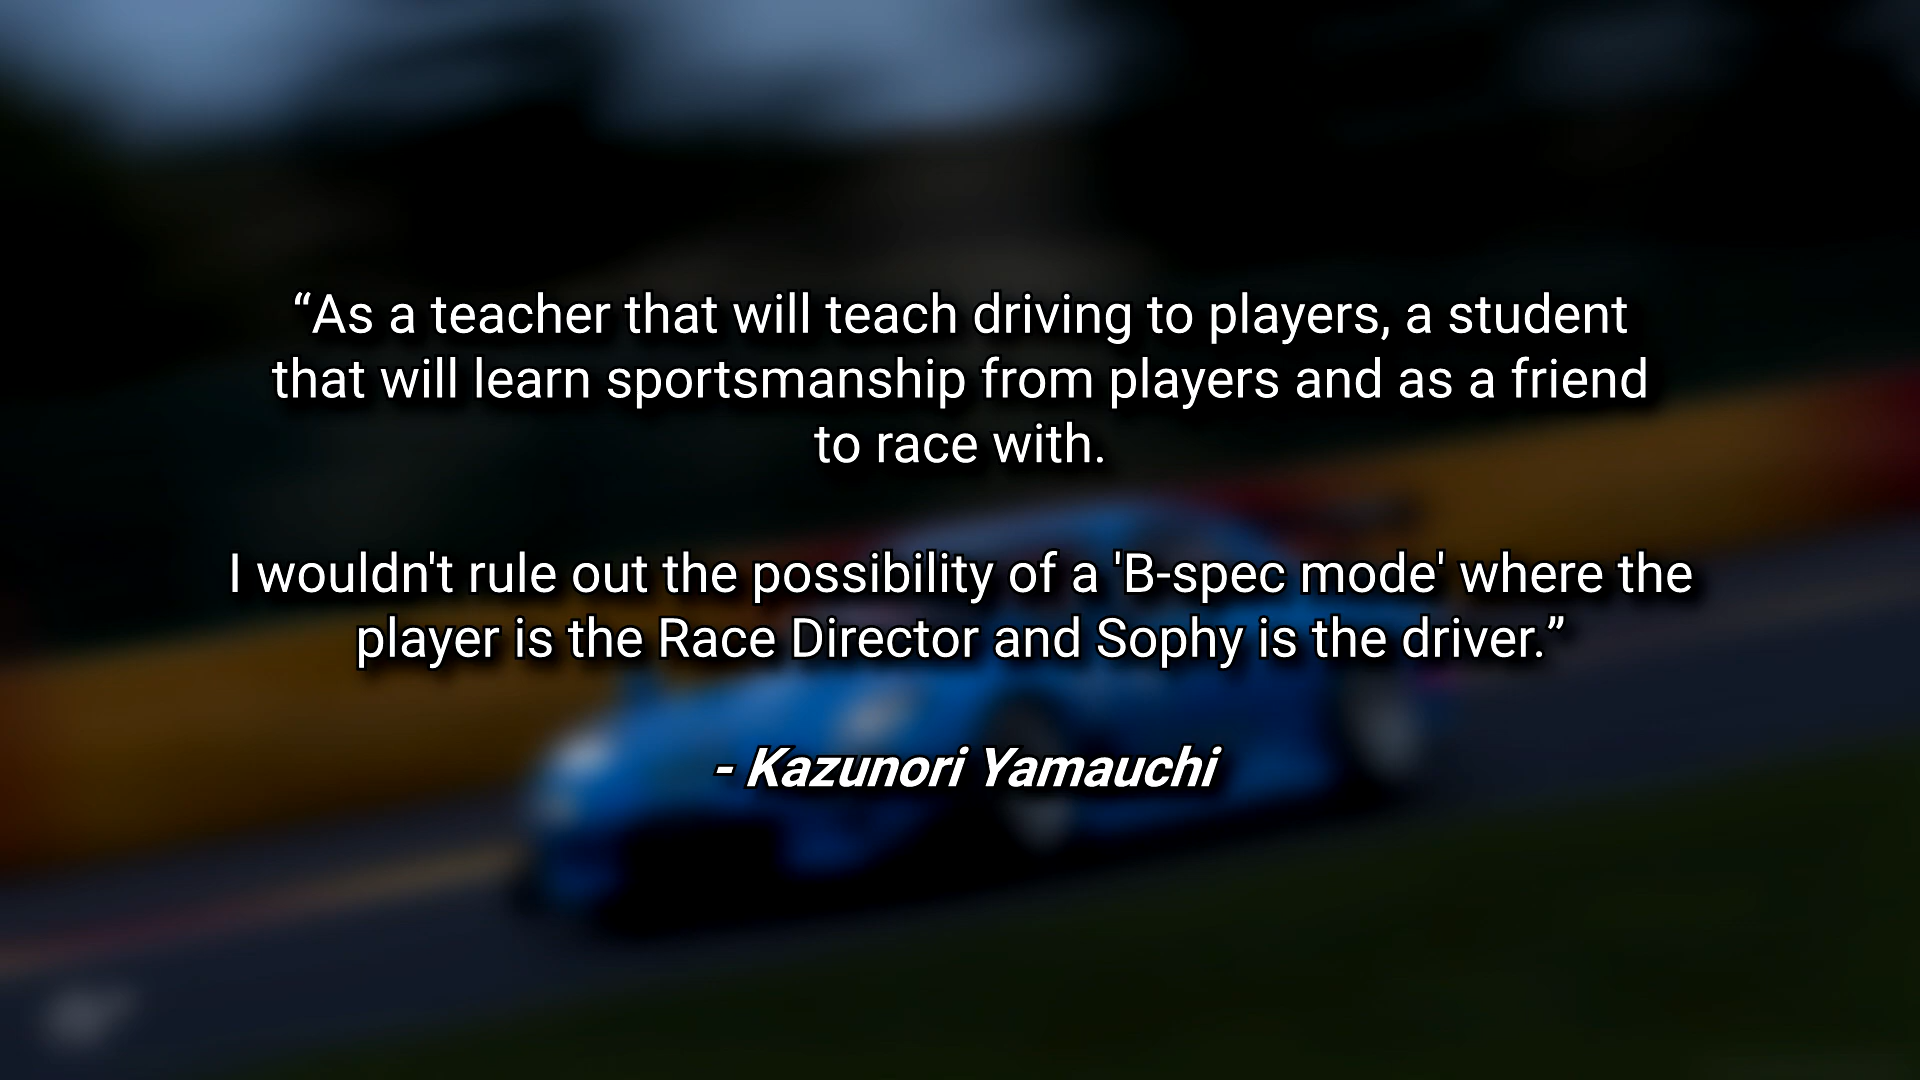 “As a teacher that will teach driving to players, a student
that will learn sportsmanship from players and as a friend
to race with.
I wouldn't rule out the possibility of a 'B-spec mode' where the
player is the Race Director and Sophy is the driver.”
- Kazunori Yamauchi